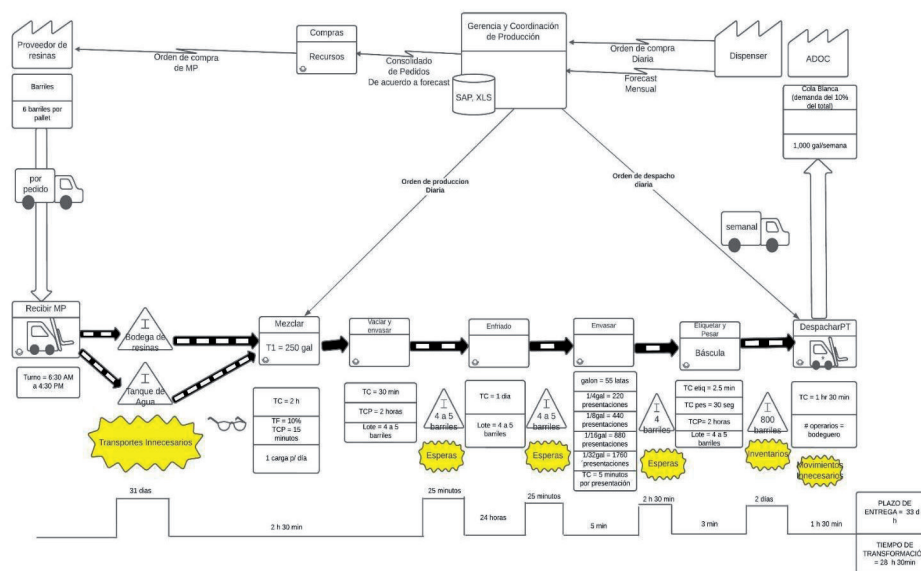 Proveedor de
resinas
Barriles
6 barriles por
pallet
por
pedido
Orden de compra
de MP
Compras
Recursos
Consolidado
de Pedidos
De acuerdo a forecast
Gerencia y Coordinación
de Producción
SAP, XLS
Orden de compra
Diaria
Forecast
Mensual
Dispenser
ADOC
Cola Blanca
(demanda del 10%
del total)
1,000 gal/semana
Orden de produccion
Diaria
Orden de despacho
diaria
semanal
Recibir MP
Turno = 6:30 AM
a 4:30 PM
I
Bodega de
resinas
I
Tanque de
Agua
Transportes Innecesarios
Mezclar
T1 = 250 gal
TC = 2 h
TF = 10%
TCP = 15
minutos
1 carga p/ día
Vaciar y
envasar
TC = 30 min
TCP = 2 horas
Lote = 4 a 5
barriles
I
4 a 5
barriles
Esperas
Enfriado
TC = 1 dia
Lote = 4 a 5
barriles
I
4 a 5
barriles
Esperas
Envasar
galon = 55 latas
1/4gal = 220
presentaciones
1/8gal = 440
presentaciones
1/16gal = 880
presentaciones
1/32gal = 1760
presentaciones
TC = 5 minutos
por presentación
I
4
barriles
Esperas
Etiquetar y
Pesar
Báscula
TC etiq = 2.5 min
TC pes = 30 seg
TCP= 2 horas
Lote = 4 a 5
barriles
I
800
barriles
Inventarios
DespacharPT
TC = 1 hr 30 min
# operarios =
bodeguero
Movimientos
Innecesarios
31 dias
2 h 30 min
25 minutos
24 horas
25 minutos
5 min
2 h 30 min
3 min
2 días
1 h 30 min
PLAZO DE
ENTREGA = 33 d
h
TIEMPO DE
TRANSFORMACIÓ
= 28 h 30min